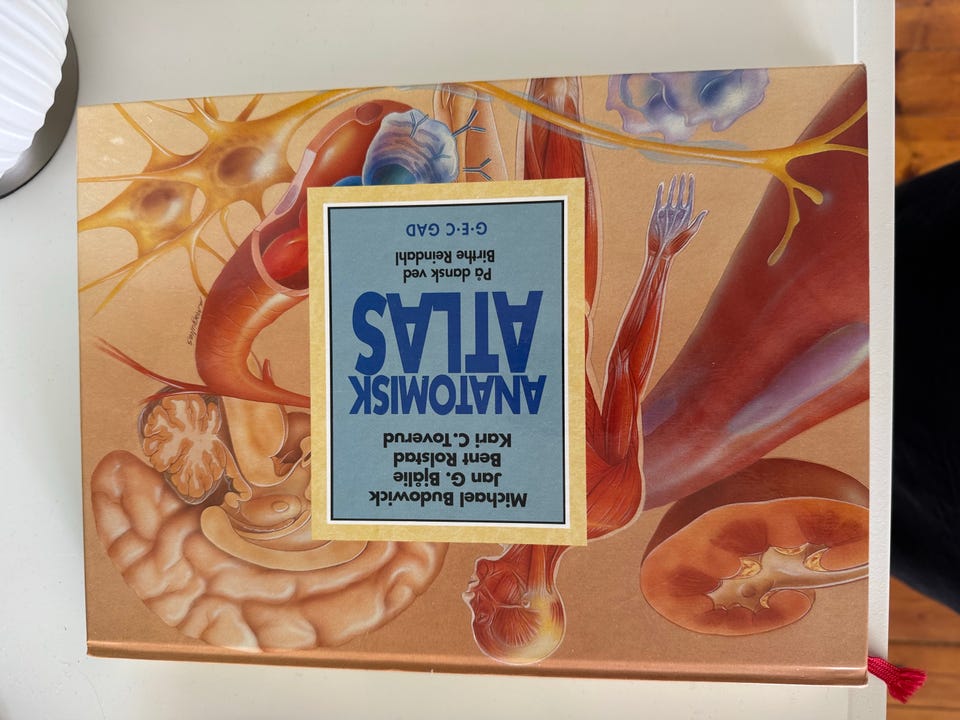 Michael Budowick
Jan G. Bjålie
Bent Rolstad
Kari C. Toverud
ANATOMISK
ATLAS
På dansk ved
Birthe Reindahl
G·E·C GAD